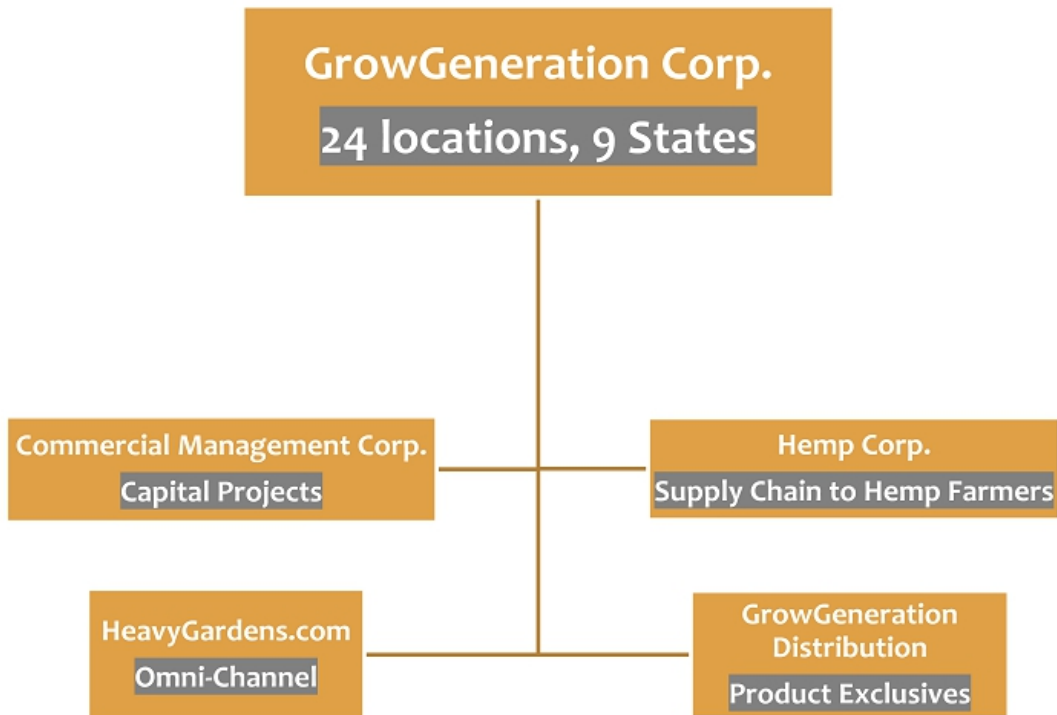 GrowGeneration Corp.
24 locations, 9 States
Commercial Management Corp.
Capital Projects
Hemp Corp.
Supply Chain to Hemp Farmers
HeavyGardens.com
Omni-Channel
GrowGeneration
Distribution
Product Exclusives